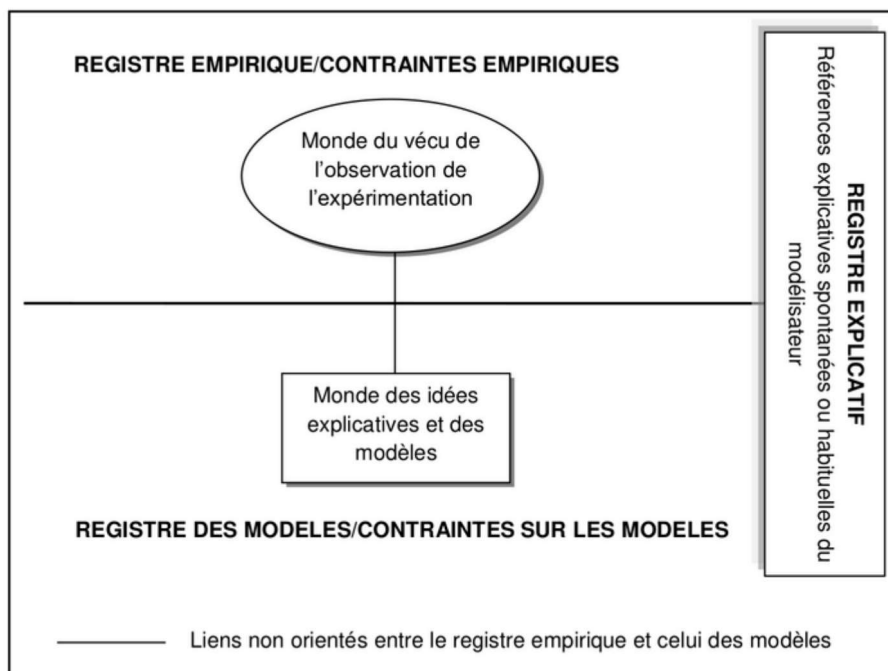 REGISTRE EMPIRIQUE/CONTRAINTES EMPIRIQUES
Monde du vécu de
l'observation de
l'expérimentation
Monde des idées
explicatives et des
modèles
REGISTRE DES MODELES/CONTRAINTES SUR LES MODELES
REGISTRE EXPLICATIF
Références explicatives spontanées ou habituelles du
modélisateur
Liens non orientés entre le registre empirique et celui des modèles